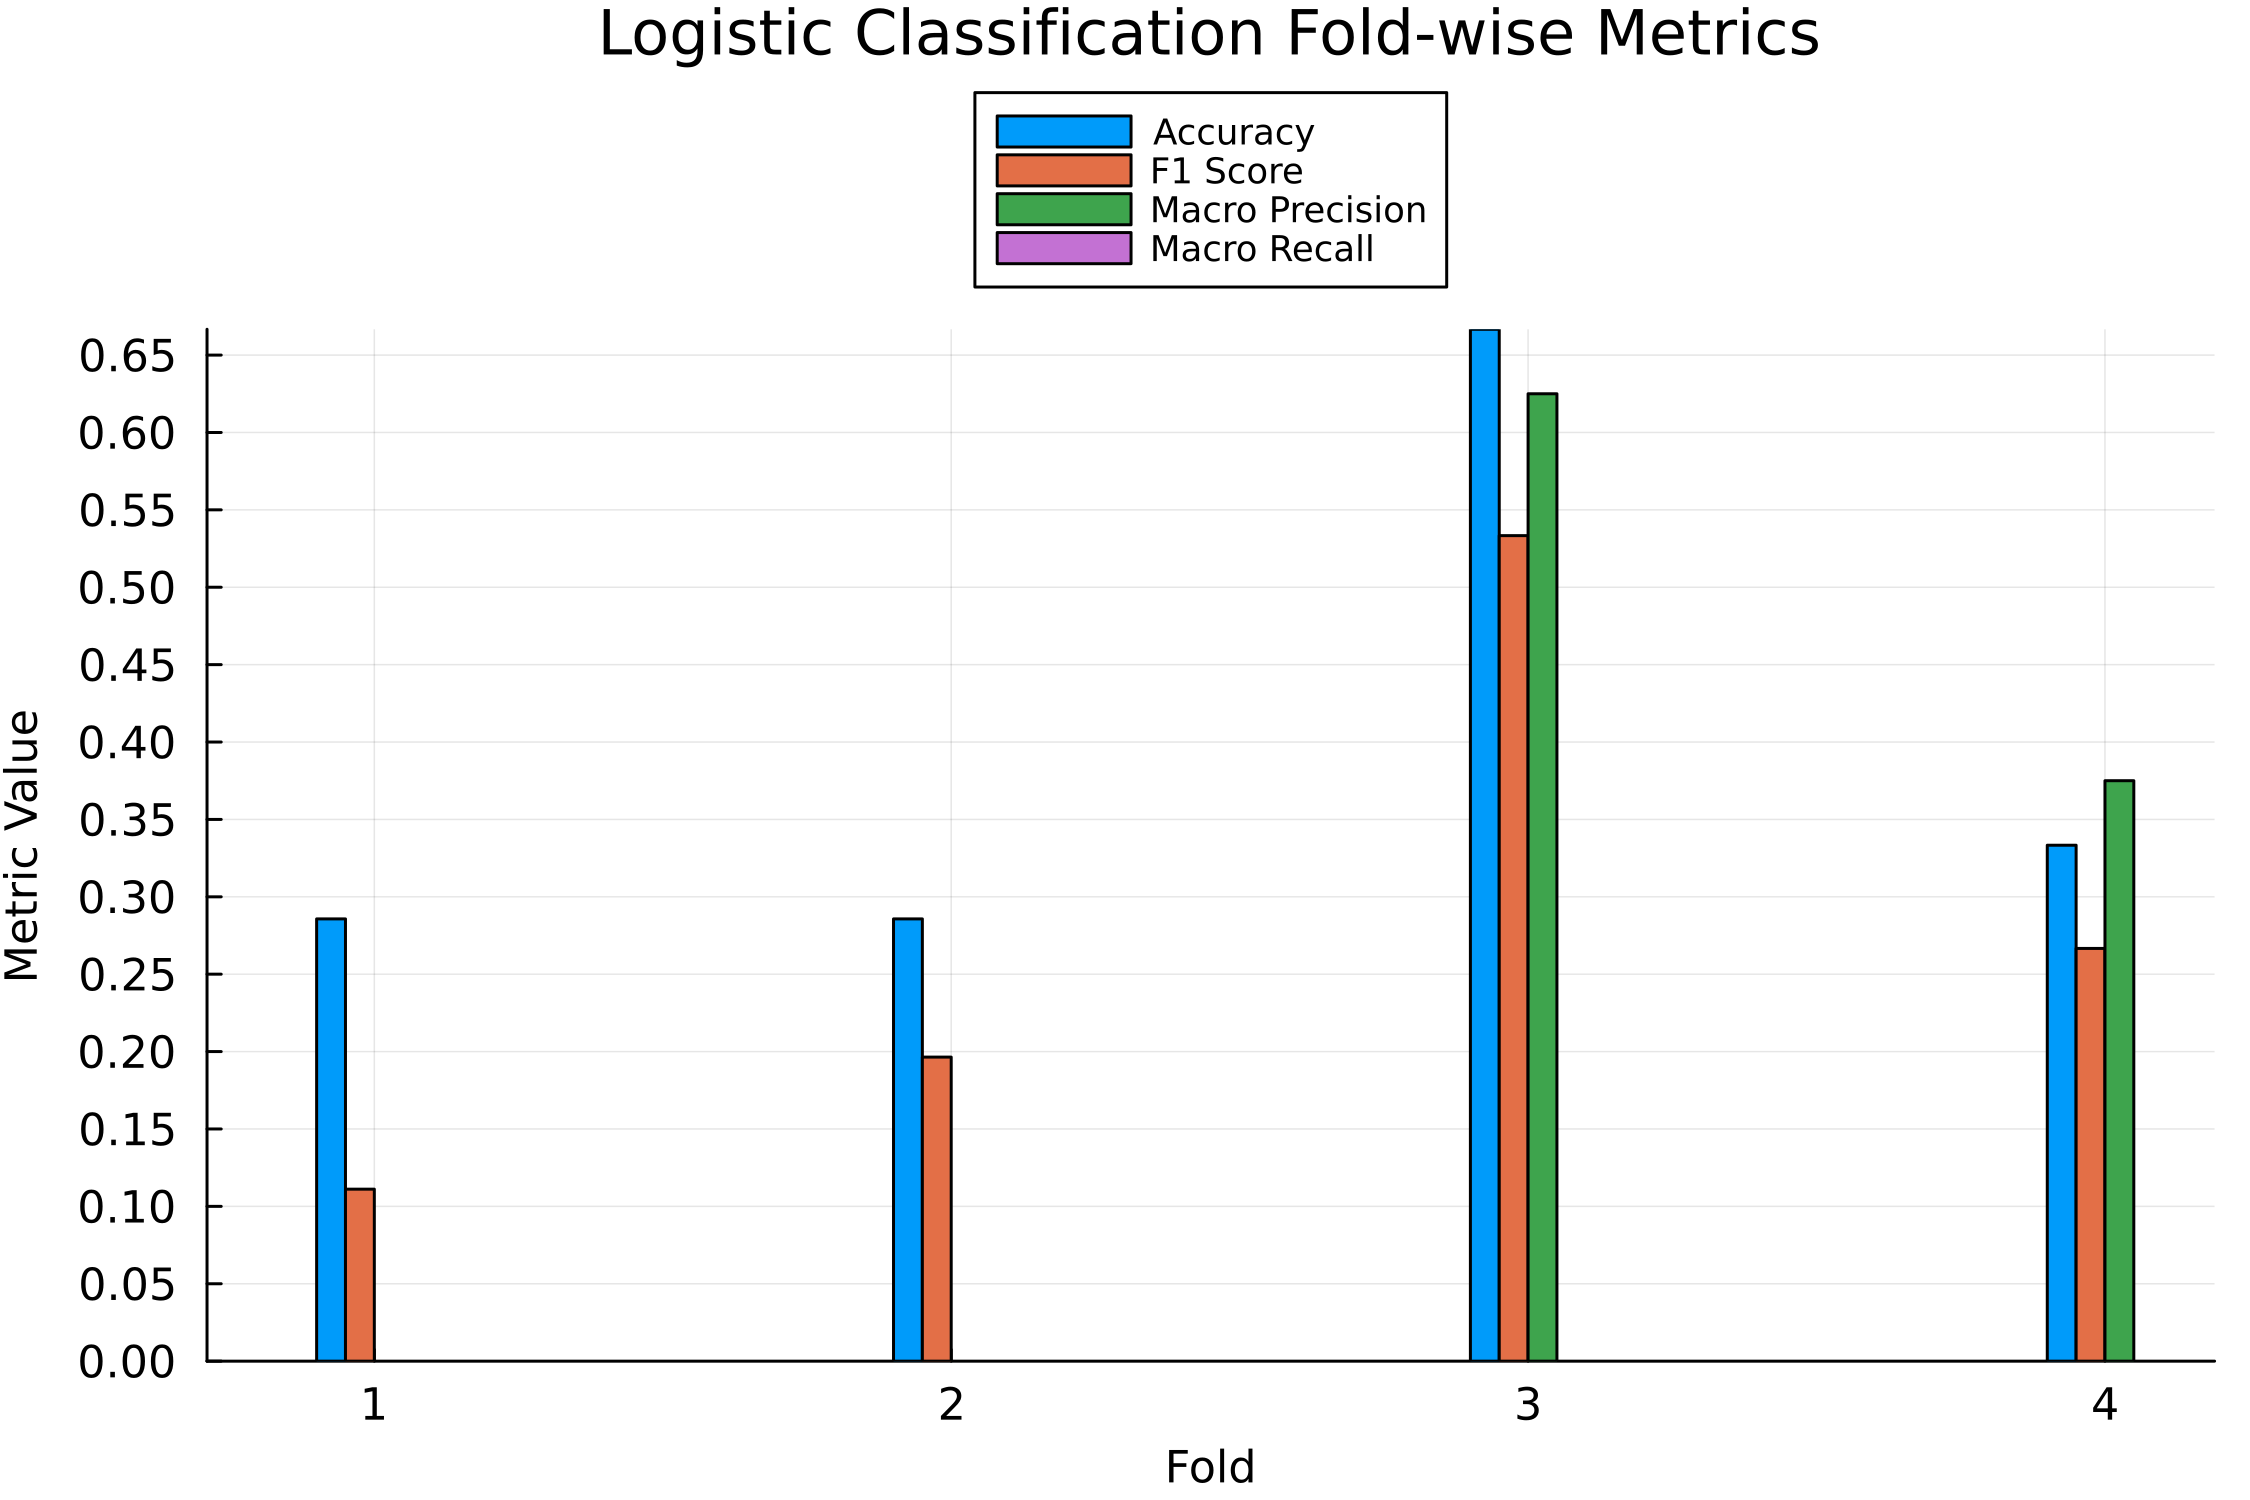 Logistic Classification Fold-wise Metrics
Accuracy
F1 Score
Macro Precision
Macro Recall
0.65
0.60
0.55
0.50
0.45
0.40
0.35
0.30
0.25
0.20
0.15
0.10
0.05
0.00
Metric Value
1 2 3 4
Fold